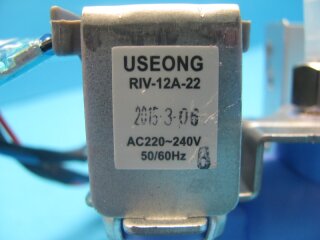 USEONG
RIV-12A-22
2015-3-06
AC220~240V
50/60Hz